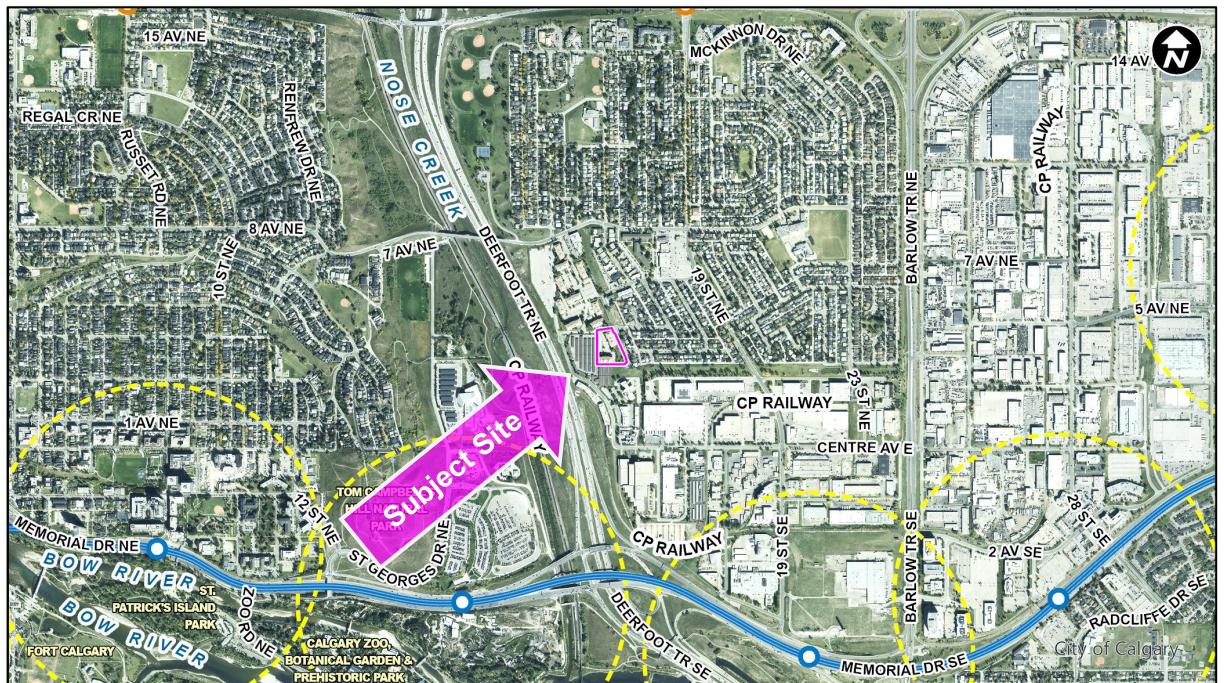 15 AV NE
MCKINNON DR NE
14 AV
N
NOSE CREEK
REGAL CR NE
RENFREW DR NE
RUSSET RD NE
CP RAILWAY
BARLOW TR NE
8 AV NE
7 AV NE
DEERFOOT TR NE
10 ST NE
19 ST NE
7 AV NE
5 AV NE
CP RAILWAY
Subject Site
23 ST NE
CP RAILWAY
1 AV NE
CENTRE AV E
TOM CAMPBE
HILL NA
PARK
12 ST NE
28 ST SE
MEMORIAL DR NE
ST GEORGES DR NE
CP RAILWAY
19 ST SE
BARLOW TR SE
2 AV SE
BOW RIVER
ST.
PATRICK'S ISLAND
PARK
ZOO RD NE
BOW RIVER
DEERFOOT TR SE
RADCLIFFE DR SE
FORT CALGARY
CALGARY ZOO,
BOTANICAL GARDEN &
PREHISTORIC PARK
MEMORIAL DR SE
City of Calgary